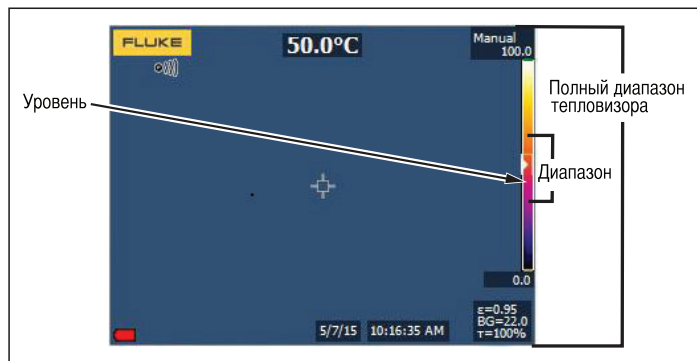 FLUKE
50.0°C
Manual
100.0
Уровень
Полный диапазон
тепловизора
Диапазон
0.0
ε=0.95
BG=22.0
τ=100%
5/7/15 10:16:35 AM